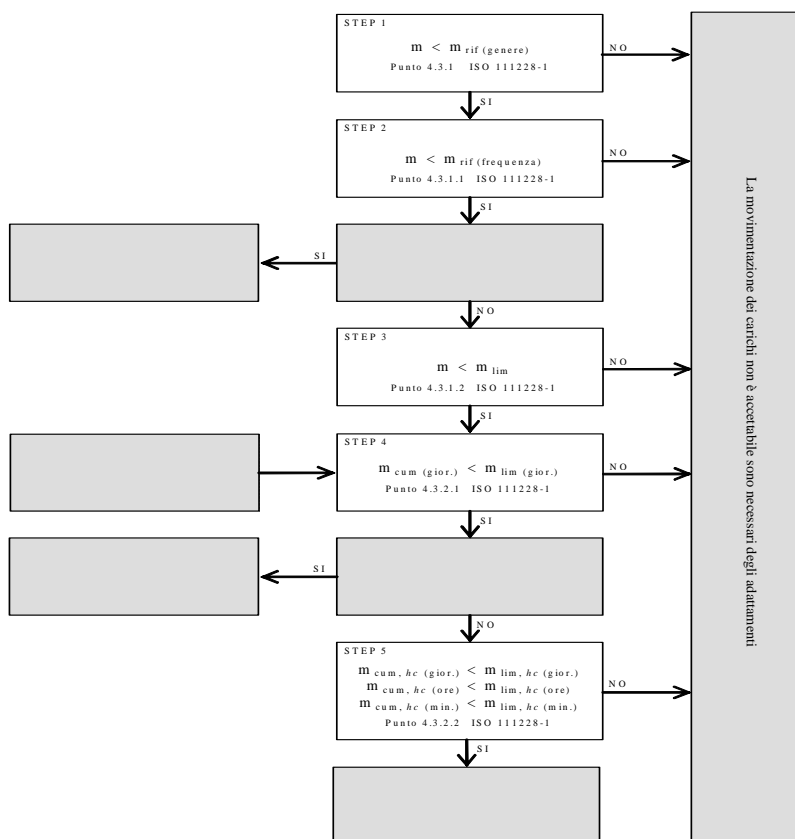 STEP 1
m < m rif (genere)
Punto 4.3.1 ISO 111228-1
NO
SI
STEP 2
m < m rif (frequenza)
Punto 4.3.1.1 ISO 111228-1
NO
SI
SI
NO
STEP 3
m < m lim
Punto 4.3.1.2 ISO 111228-1
NO
SI
STEP 4
m cum (gior.) < m lim (gior.)
Punto 4.3.2.1 ISO 111228-1
NO
SI
SI
NO
STEP 5
m cum, hc (gior.) < m lim, hc (gior.)
m cum, hc (ore) < m lim, hc (ore)
m cum, hc (min.) < m lim, hc (min.)
Punto 4.3.2.2 ISO 111228-1
NO
SI
La movimentazione dei carichi non è accettabile sono necessari degli adattamenti